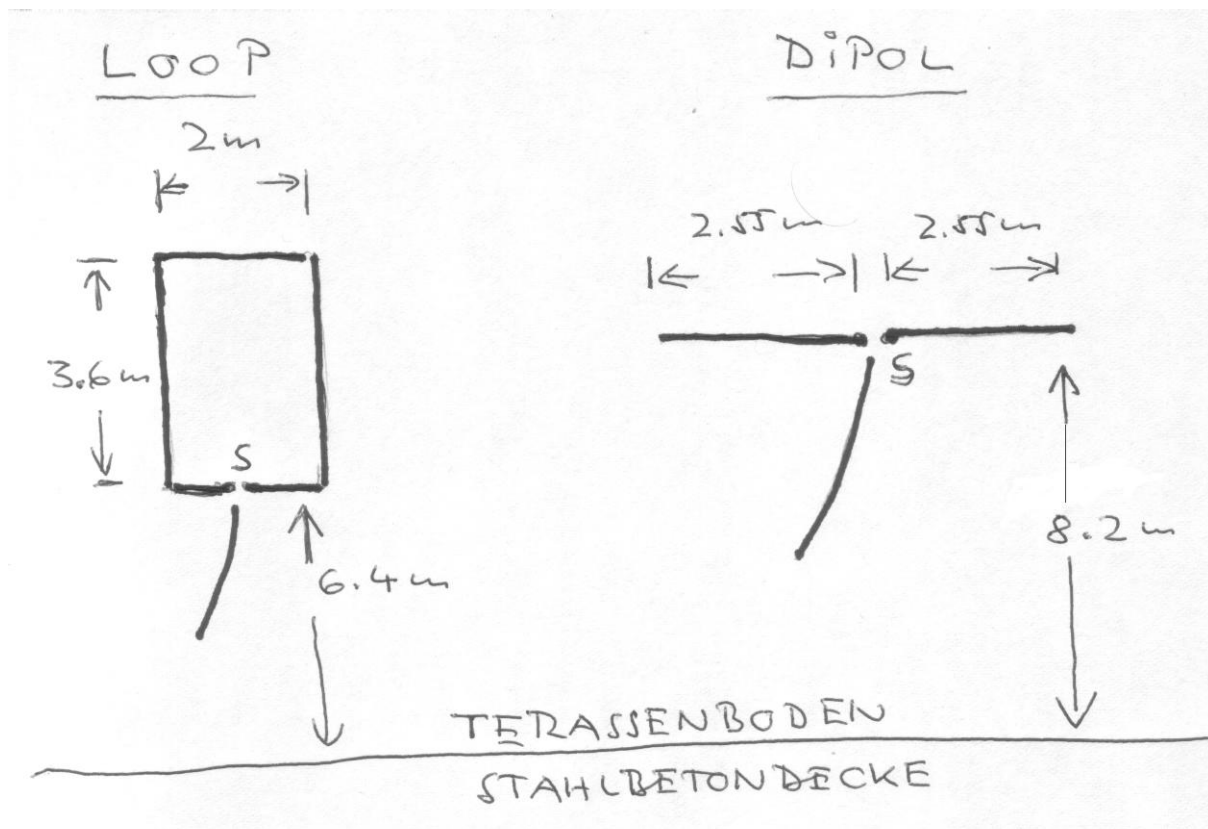 LOOP
2m
3.6m
S
6.4m
DiPOL
2.55m 2.55m
S
8.2m
TERASSENBODEN
STAHLBETONDECKE